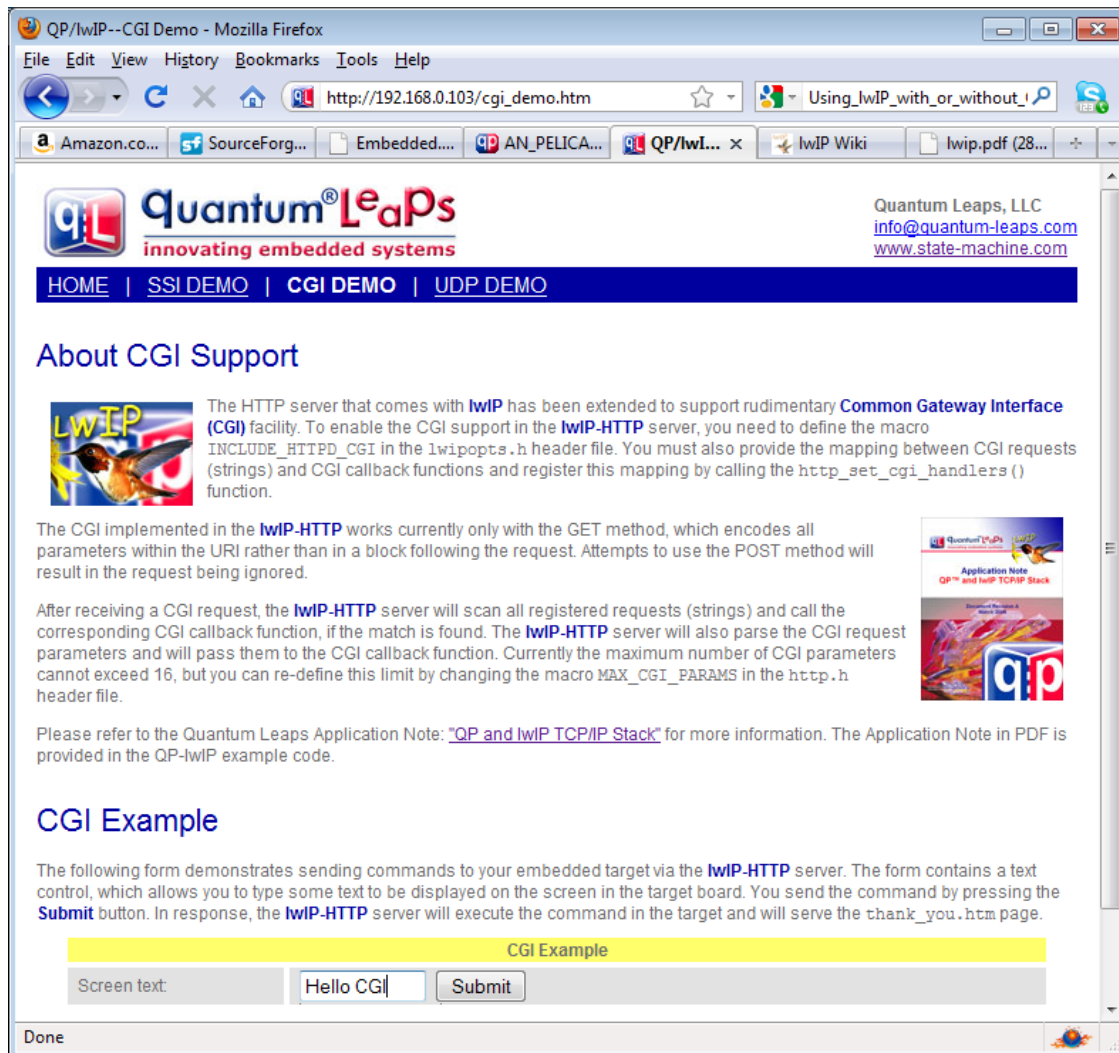 QP/lwIP--CGI Demo - Mozilla Firefox
File Edit View History Bookmarks Tools Help
http://192.168.0.103/cgi_demo.htm
Using_lwIP_with_or_without_
Amazon.co... SourceForg... Embedded.... AN_PELICA... QP/lwI... lwIP Wiki lwip.pdf (28...
qL quantum®LeaPs
innovating embedded systems
Quantum Leaps, LLC
info@quantum-leaps.com
www.state-machine.com
HOME | SSI DEMO | CGI DEMO | UDP DEMO
About CGI Support
LwIP
The HTTP server that comes with lwIP has been extended to support rudimentary Common Gateway Interface
(CGI) facility. To enable the CGI support in the lwIP-HTTP server, you need to define the macro
INCLUDE_HTTPD_CGI in the lwipopts.h header file. You must also provide the mapping between CGI requests
(strings) and CGI callback functions and register this mapping by calling the http_set_cgi_handlers()
function.
The CGI implemented in the lwIP-HTTP works currently only with the GET method, which encodes all
parameters within the URI rather than in a block following the request. Attempts to use the POST method will
result in the request being ignored.
After receiving a CGI request, the lwIP-HTTP server will scan all registered requests (strings) and call the
corresponding CGI callback function, if the match is found. The lwIP-HTTP server will also parse the CGI request
parameters and will pass them to the CGI callback function. Currently the maximum number of CGI parameters
cannot exceed 16, but you can re-define this limit by changing the macro MAX_CGI_PARAMS in the http.h
header file.
qL quantum LeaPs LwIP
Application Note
QP™ and lwIP TCP/IP Stack
qp
Please refer to the Quantum Leaps Application Note: "QP and lwIP TCP/IP Stack" for more information. The Application Note in PDF is
provided in the QP-lwIP example code.
CGI Example
The following form demonstrates sending commands to your embedded target via the lwIP-HTTP server. The form contains a text
control, which allows you to type some text to be displayed on the screen in the target board. You send the command by pressing the
Submit button. In response, the lwIP-HTTP server will execute the command in the target and will serve the thank_you.htm page.
CGI Example
Screen text: Hello CGI Submit
Done